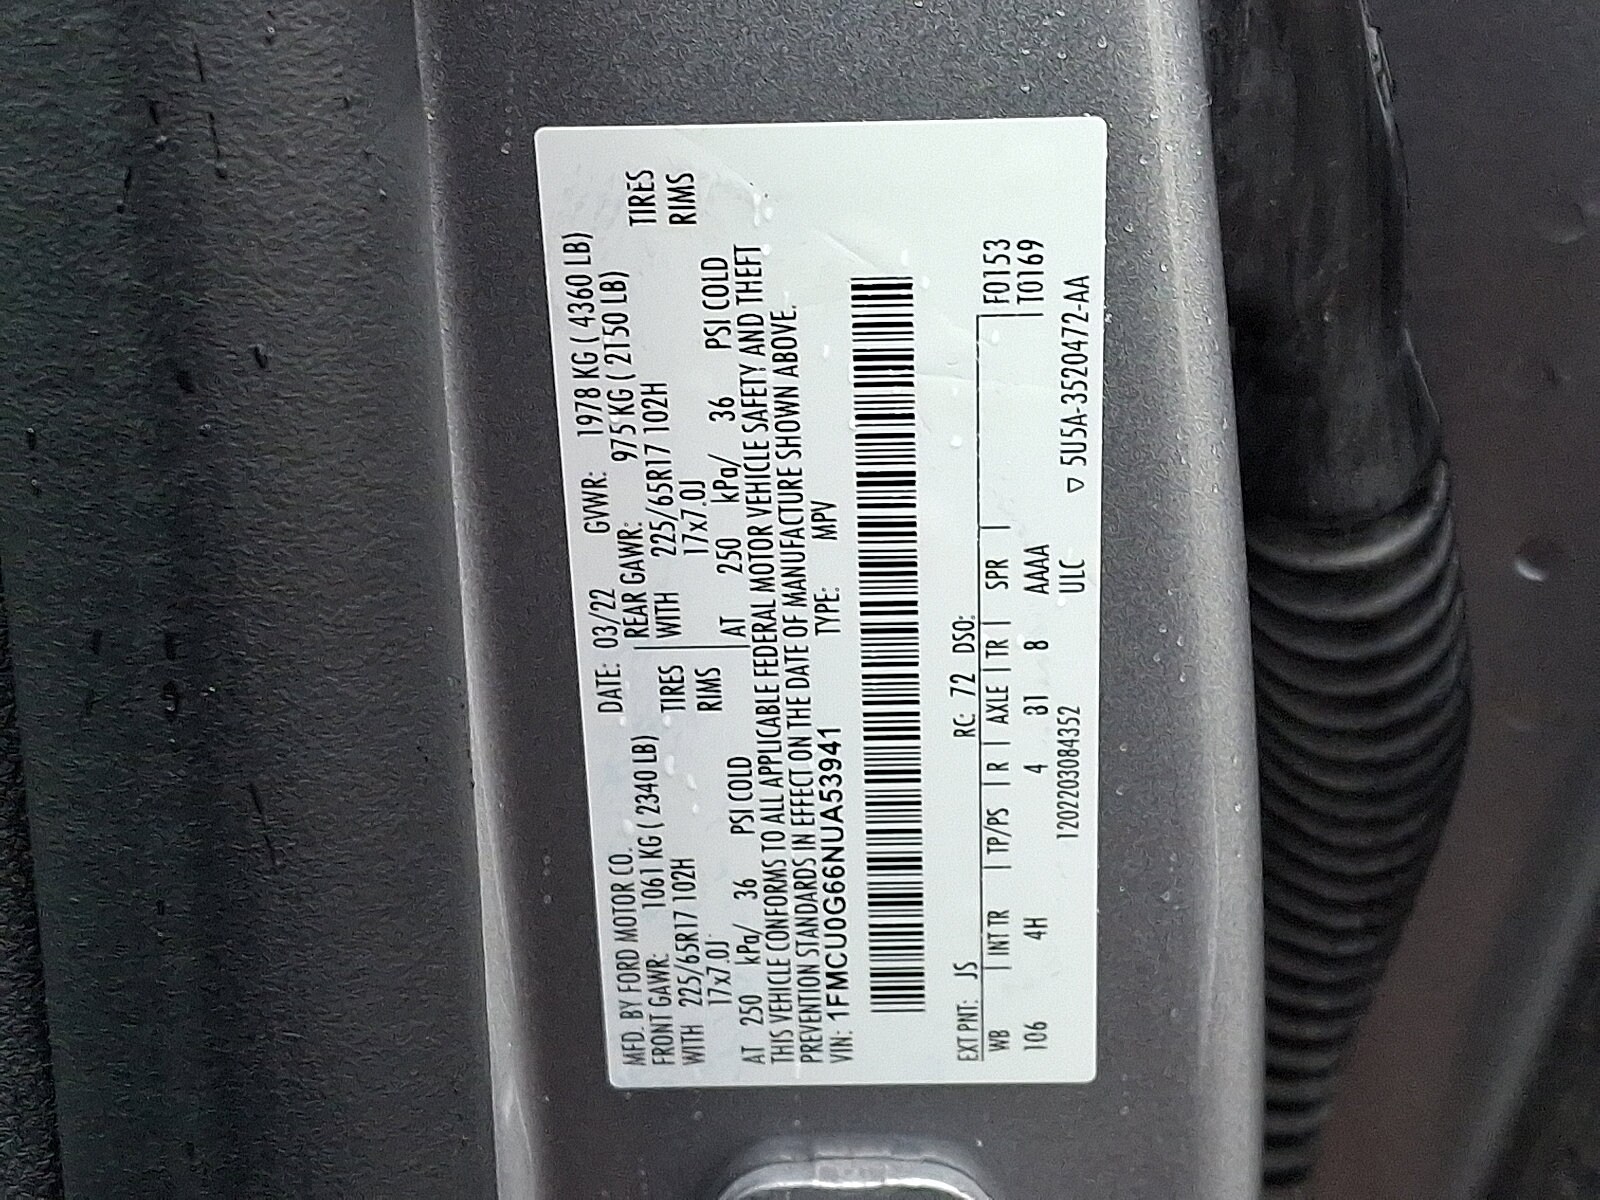 MFD. BY FORD MOTOR CO. DATE: 03/22 GVWR: 1978 KG ( 4360 LB)
FRONT GAWR: 1061 KG ( 2340 LB) REAR GAWR: 975 KG ( 2150 LB)
WITH 225/65R17 102H TIRES WITH 225/65R17 102H TIRES
17x7.0J RIMS 17x7.0J RIMS
AT 250 kPa/ 36 PSI COLD AT 250 kPa/ 36 PSI COLD
THIS VEHICLE CONFORMS TO ALL APPLICABLE FEDERAL MOTOR VEHICLE SAFETY AND THEFT
PREVENTION STANDARDS IN EFFECT ON THE DATE OF MANUFACTURE SHOWN ABOVE.
VIN: 1FMCU0G66NUA53941 TYPE: MPV
EXT PNT: JS RC: 72 DSO:
WB INT TR TP/PS R AXLE TR SPR F0153
106 4H 4 31 8 AAAA T0169
1202203084352 ULC ▽ 5U5A-3520472-AA